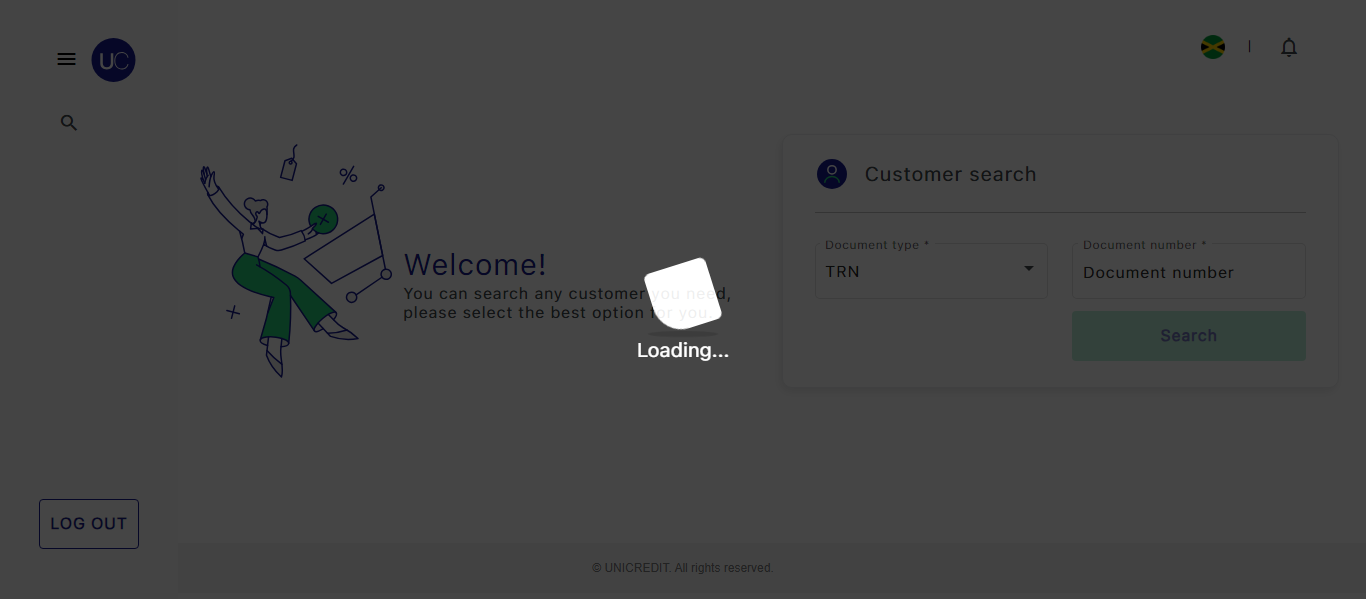 UC
Customer search
Document type *
TRN
Document number *
Document number
Search
Welcome!
You can search any customer you need,
please select the best option for you.
Loading...
LOG OUT
© UNICREDIT. All rights reserved.